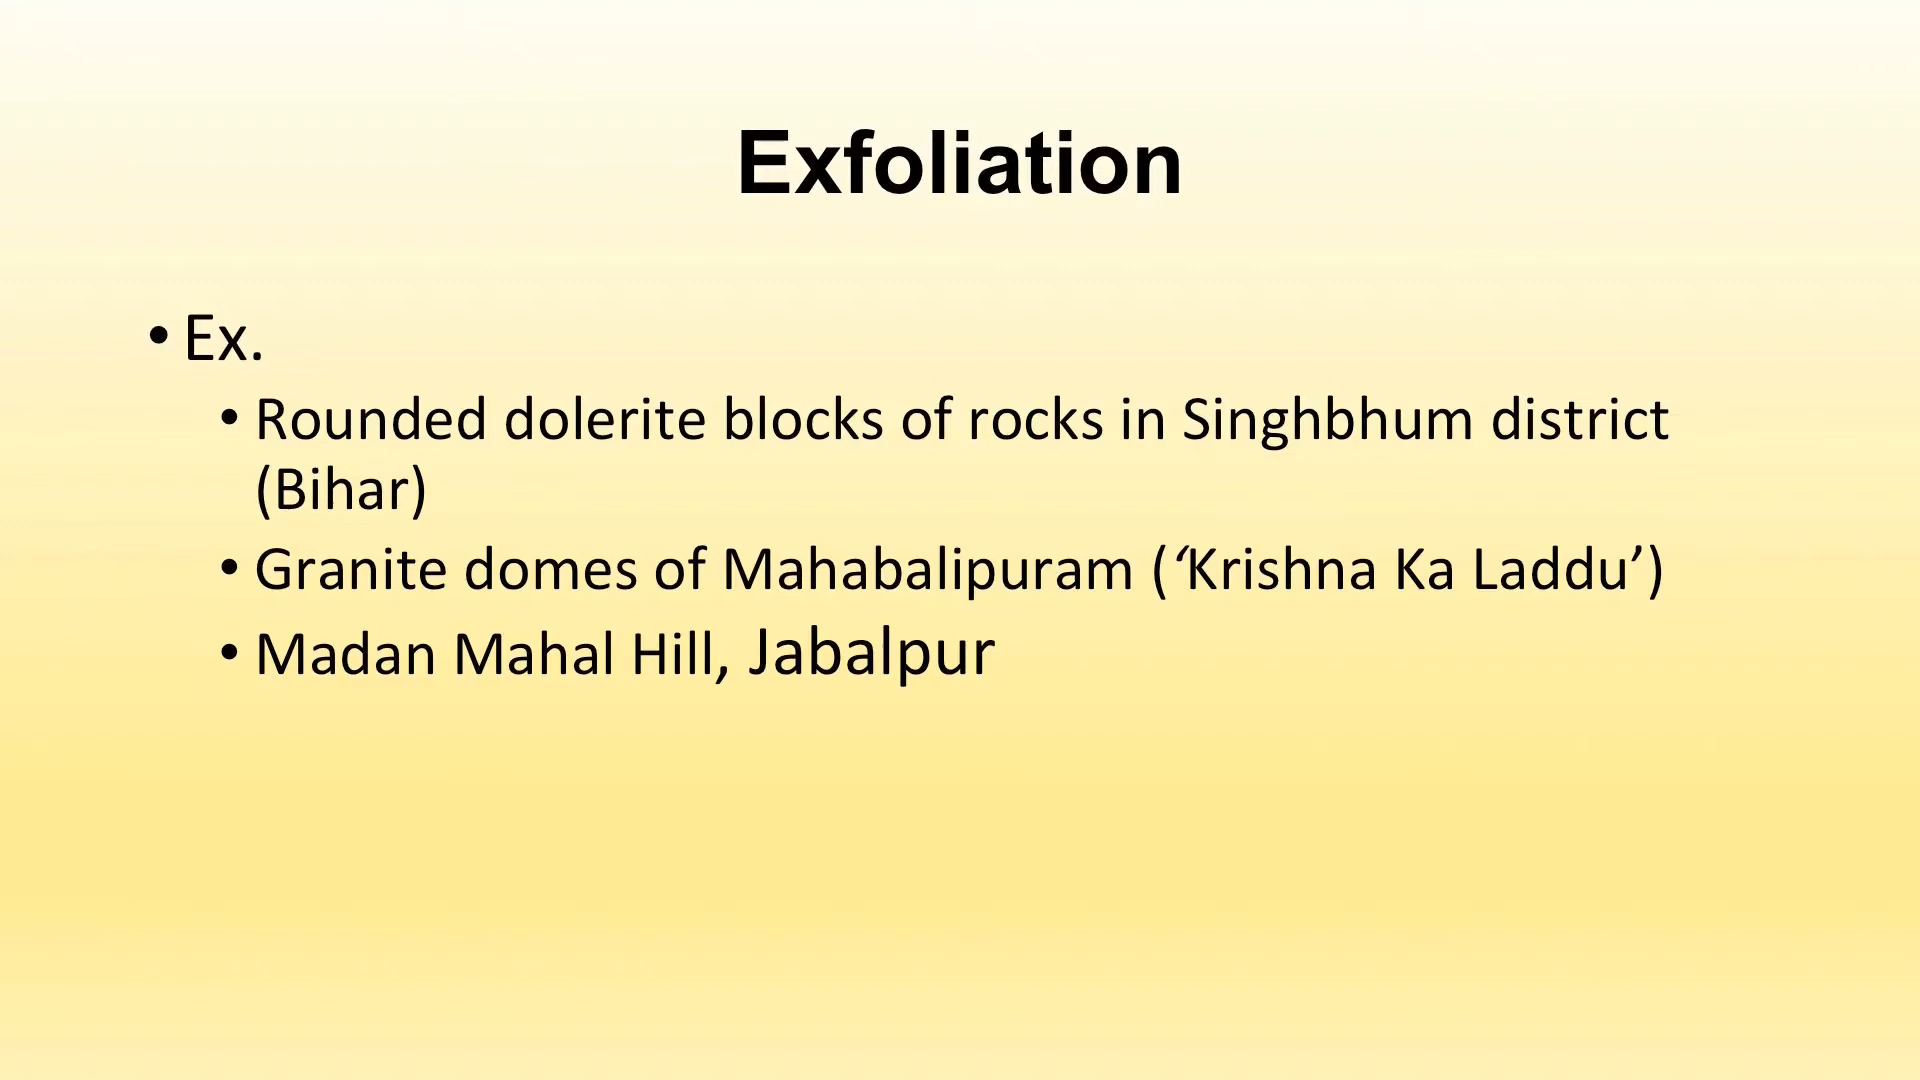 Exfoliation
• Ex.
• Rounded dolerite blocks of rocks in Singhbhum district
(Bihar)
• Granite domes of Mahabalipuram (‘Krishna Ka Laddu’)
• Madan Mahal Hill, Jabalpur